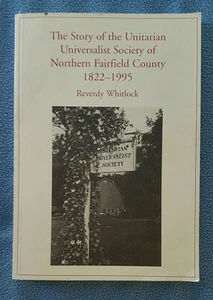 The Story of the Unitarian
Universalist Society of
Northern Fairfield County
1822–1995
Reverdy Whitlock
UNITARIAN
UNIVERSALIST
SOCIETY